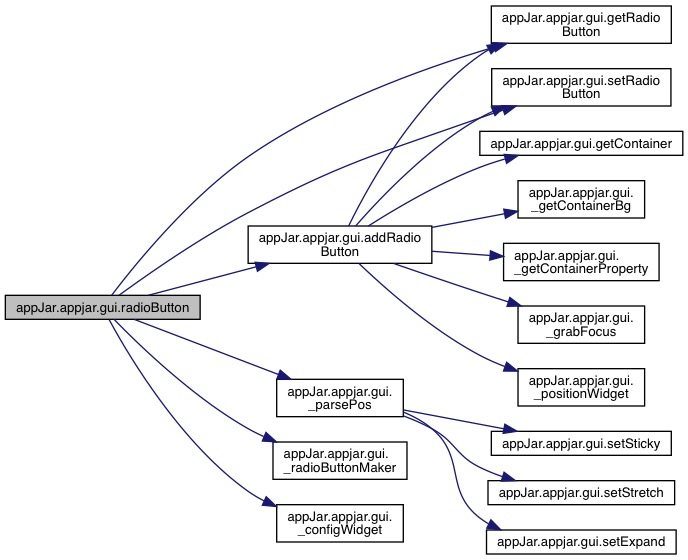 appJar.appjar.gui.getRadio
Button
appJar.appjar.gui.setRadio
Button
appJar.appjar.gui.getContainer
appJar.appjar.gui.
_getContainerBg
appJar.appjar.gui.addRadio
Button
appJar.appjar.gui.
_getContainerProperty
appJar.appjar.gui.radioButton
appJar.appjar.gui.
_grabFocus
appJar.appjar.gui.
_positionWidget
appJar.appjar.gui.
_parsePos
appJar.appjar.gui.setSticky
appJar.appjar.gui.
_radioButtonMaker
appJar.appjar.gui.setStretch
appJar.appjar.gui.
_configWidget
appJar.appjar.gui.setExpand